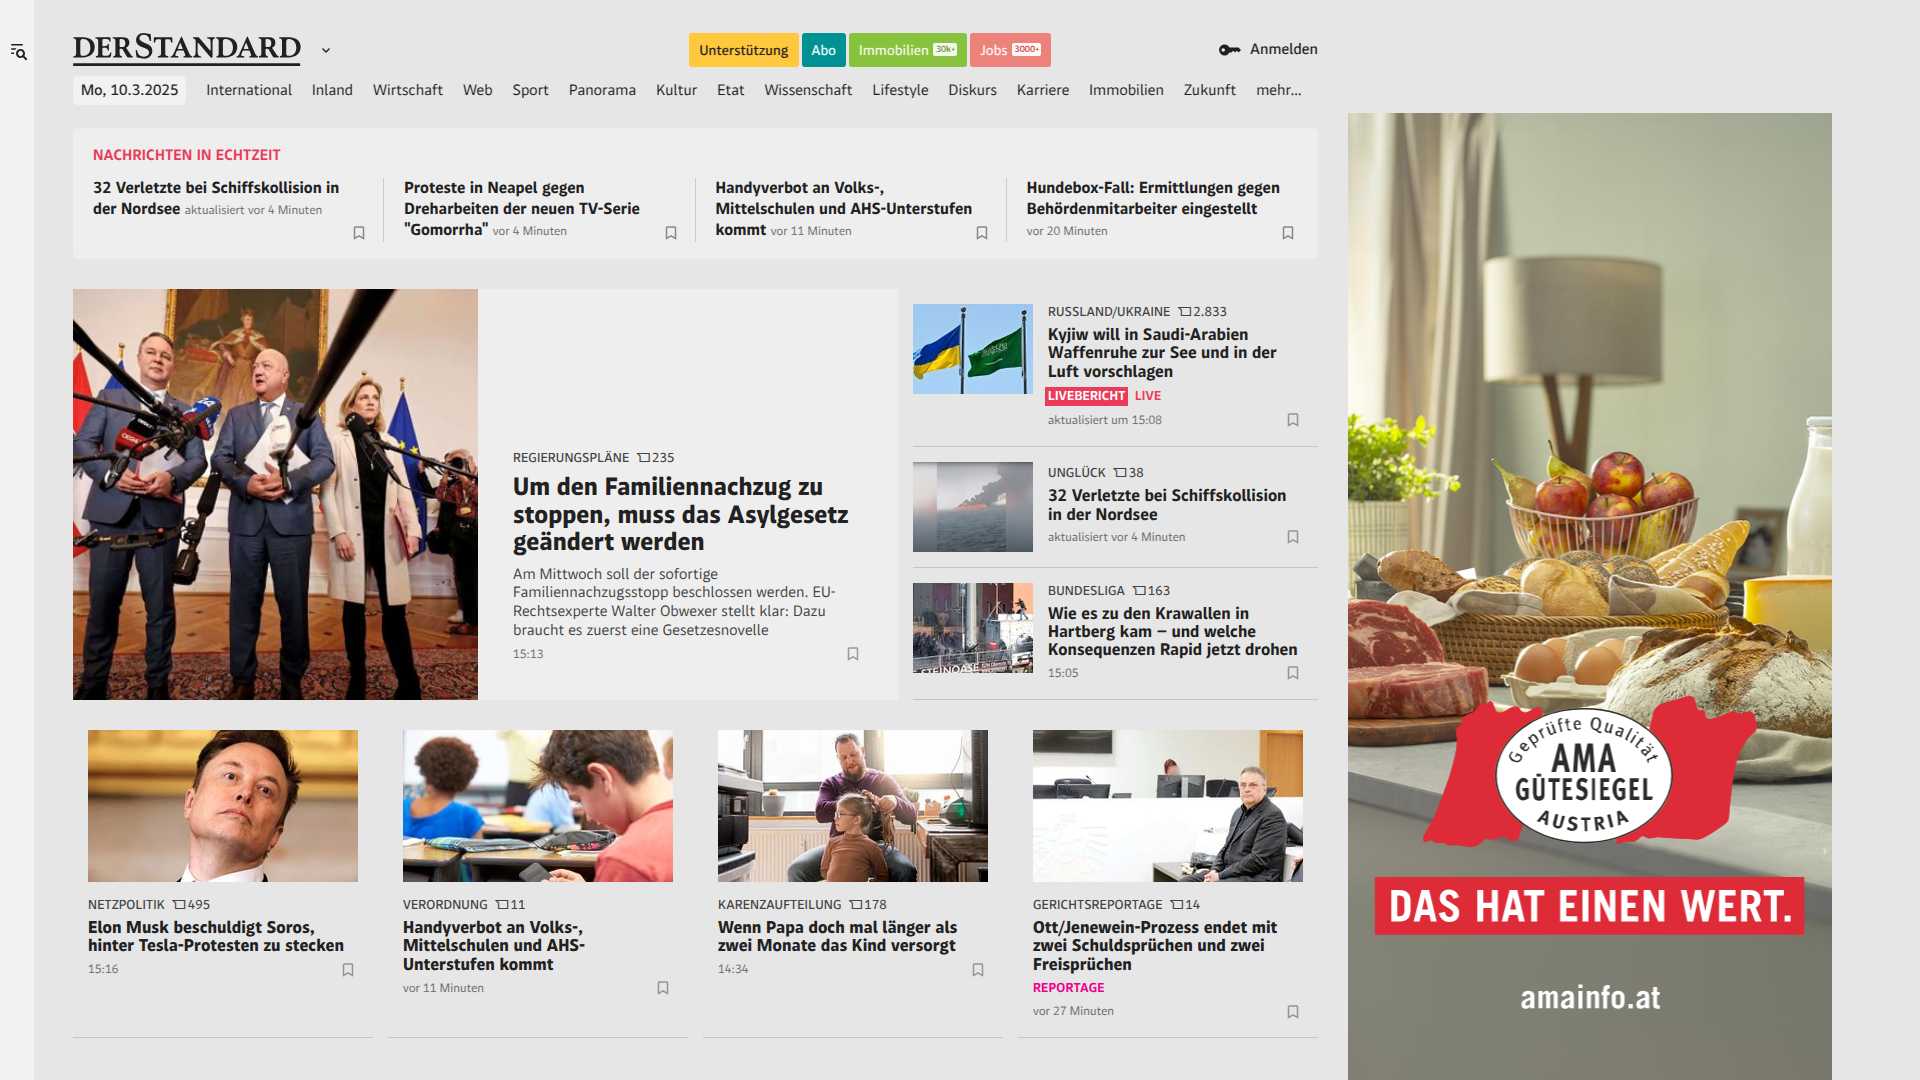 DERSTANDARD
Unterstützung
Abo
Immobilien 30k+
Jobs 3000+
Anmelden
Mo, 10.3.2025
International
Inland
Wirtschaft
Web
Sport
Panorama
Kultur
Etat
Wissenschaft
Lifestyle
Diskurs
Karriere
Immobilien
Zukunft
mehr...
NACHRICHTEN IN ECHTZEIT
32 Verletzte bei Schiffskollision in
der Nordsee aktualisiert vor 4 Minuten
Proteste in Neapel gegen
Dreharbeiten der neuen TV-Serie
"Gomorrha" vor 4 Minuten
Handyverbot an Volks-,
Mittelschulen und AHS-Unterstufen
kommt vor 11 Minuten
Hundebox-Fall: Ermittlungen gegen
Behördenmitarbeiter eingestellt
vor 20 Minuten
REGIERUNGSPLÄNE 235
Um den Familiennachzug zu
stoppen, muss das Asylgesetz
geändert werden
Am Mittwoch soll der sofortige
Familiennachzugsstopp beschlossen werden. EU-
Rechtsexperte Walter Obwexer stellt klar: Dazu
braucht es zuerst eine Gesetzesnovelle
15:13
RUSSLAND/UKRAINE 2.833
Kyjiw will in Saudi-Arabien
Waffenruhe zur See und in der
Luft vorschlagen
LIVEBERICHT LIVE
aktualisiert um 15:08
UNGLÜCK 38
32 Verletzte bei Schiffskollision
in der Nordsee
aktualisiert vor 4 Minuten
BUNDESLIGA 163
Wie es zu den Krawallen in
Hartberg kam – und welche
Konsequenzen Rapid jetzt drohen
15:05
NETZPOLITIK 495
Elon Musk beschuldigt Soros,
hinter Tesla-Protesten zu stecken
15:16
VERORDNUNG 11
Handyverbot an Volks-,
Mittelschulen und AHS-
Unterstufen kommt
vor 11 Minuten
KARENZAUFTEILUNG 178
Wenn Papa doch mal länger als
zwei Monate das Kind versorgt
14:34
GERICHTSREPORTAGE 14
Ott/Jenewein-Prozess endet mit
zwei Schuldsprüchen und zwei
Freisprüchen
REPORTAGE
vor 27 Minuten
Geprüfte Qualität
AMA
GÜTESIEGEL
AUSTRIA
DAS HAT EINEN WERT.
amainfo.at